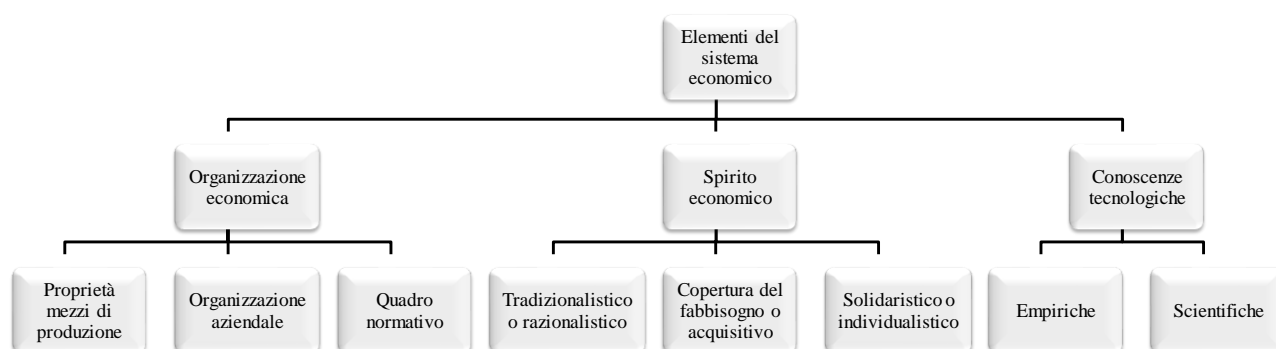 Elementi del
sistema
economico
Organizzazione
economica
Spirito
economico
Conoscenze
tecnologiche
Proprietà
mezzi di
produzione
Organizzazione
aziendale
Quadro
normativo
Tradizionalistico
o razionalistico
Copertura del
fabbisogno o
acquisitivo
Solidaristico o
individualistico
Empiriche
Scientifiche